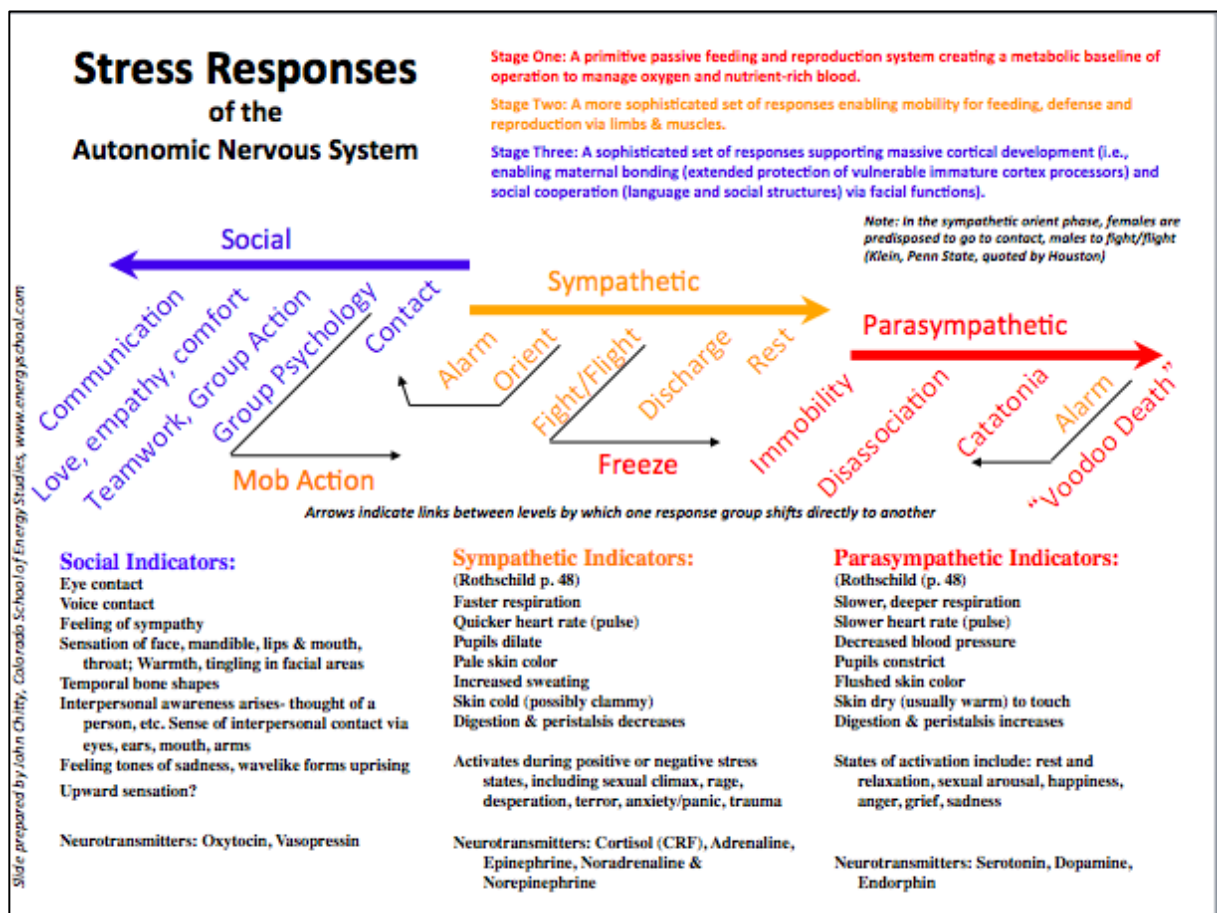 Stress Responses
of the
Autonomic Nervous System
Stage One: A primitive passive feeding and reproduction system creating a metabolic baseline of
operation to manage oxygen and nutrient-rich blood.
Stage Two: A more sophisticated set of responses enabling mobility for feeding, defense and
reproduction via limbs & muscles.
Stage Three: A sophisticated set of responses supporting massive cortical development (i.e.,
enabling maternal bonding (extended protection of vulnerable immature cortex processors) and
social cooperation (language and social structures) via facial functions).
Note: In the sympathetic orient phase, females are
predisposed to go to contact, males to fight/flight
(Klein, Penn State, quoted by Houston)
Social
Communication
Love, empathy, comfort
Teamwork, Group Action
Group Psychology
Contact
Mob Action
Sympathetic
Alarm
Orient
Fight/Flight
Discharge
Rest
Freeze
Parasympathetic
Immobility
Disassociation
Catatonia
Alarm
“Voodoo Death”
Arrows indicate links between levels by which one response group shifts directly to another
Social Indicators:
Eye contact
Voice contact
Feeling of sympathy
Sensation of face, mandible, lips & mouth,
throat; Warmth, tingling in facial areas
Temporal bone shapes
Interpersonal awareness arises- thought of a
person, etc. Sense of interpersonal contact via
eyes, ears, mouth, arms
Feeling tones of sadness, wavelike forms uprising
Upward sensation?
Neurotransmitters: Oxytocin, Vasopressin
Sympathetic Indicators:
(Rothschild p. 48)
Faster respiration
Quicker heart rate (pulse)
Pupils dilate
Pale skin color
Increased sweating
Skin cold (possibly clammy)
Digestion & peristalsis decreases
Activates during positive or negative stress
states, including sexual climax, rage,
desperation, terror, anxiety/panic, trauma
Neurotransmitters: Cortisol (CRF), Adrenaline,
Epinephrine, Noradrenaline &
Norepinephrine
Parasympathetic Indicators:
(Rothschild (p. 48)
Slower, deeper respiration
Slower heart rate (pulse)
Decreased blood pressure
Pupils constrict
Flushed skin color
Skin dry (usually warm) to touch
Digestion & peristalsis increases
States of activation include: rest and
relaxation, sexual arousal, happiness,
anger, grief, sadness
Neurotransmitters: Serotonin, Dopamine,
Endorphin
Slide prepared by John Chitty, Colorado School of Energy Studies, www.energyschool.com